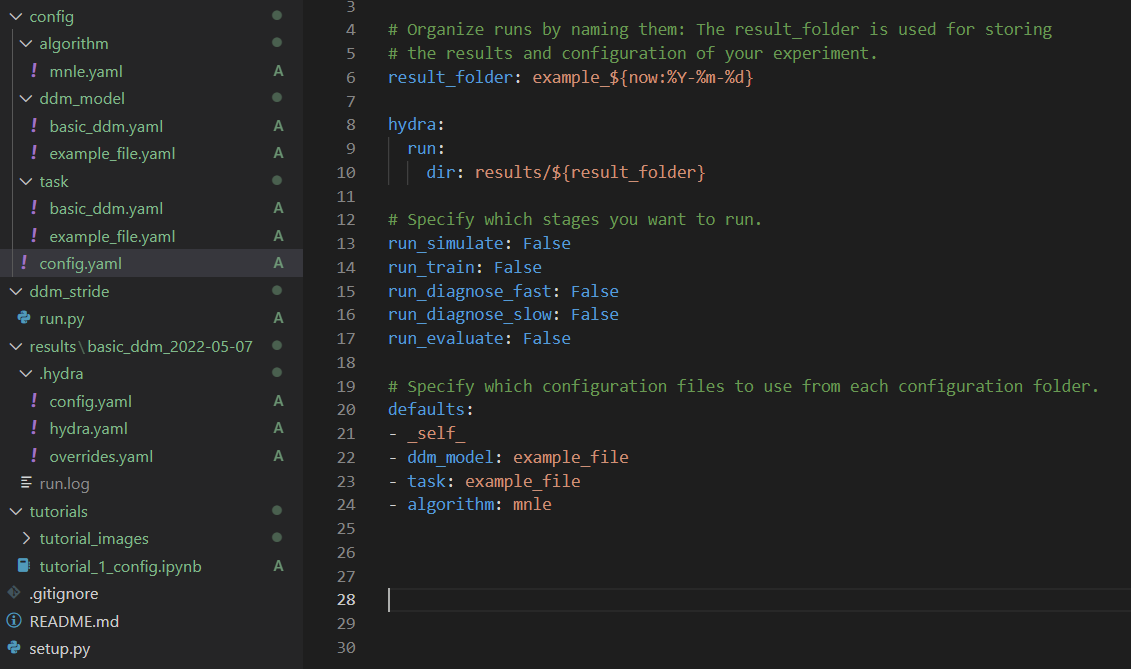 config
algorithm
! mnle.yaml A
ddm_model
! basic_ddm.yaml A
! example_file.yaml A
task
! basic_ddm.yaml A
! example_file.yaml A
! config.yaml A
ddm_stride
run.py A
results\basic_ddm_2022-05-07
.hydra
! config.yaml A
! hydra.yaml A
! overrides.yaml A
run.log
tutorials
tutorial_images
tutorial_1_config.ipynb A
.gitignore
README.md
setup.py
3
4 # Organize runs by naming them: The result_folder is used for storing
5 # the results and configuration of your experiment.
6 result_folder: example_${now:%Y-%m-%d}
7
8 hydra:
9 run:
10 dir: results/${result_folder}
11
12 # Specify which stages you want to run.
13 run_simulate: False
14 run_train: False
15 run_diagnose_fast: False
16 run_diagnose_slow: False
17 run_evaluate: False
18
19 # Specify which configuration files to use from each configuration folder.
20 defaults:
21 - _self_
22 - ddm_model: example_file
23 - task: example_file
24 - algorithm: mnle
25
26
27
28
29
30